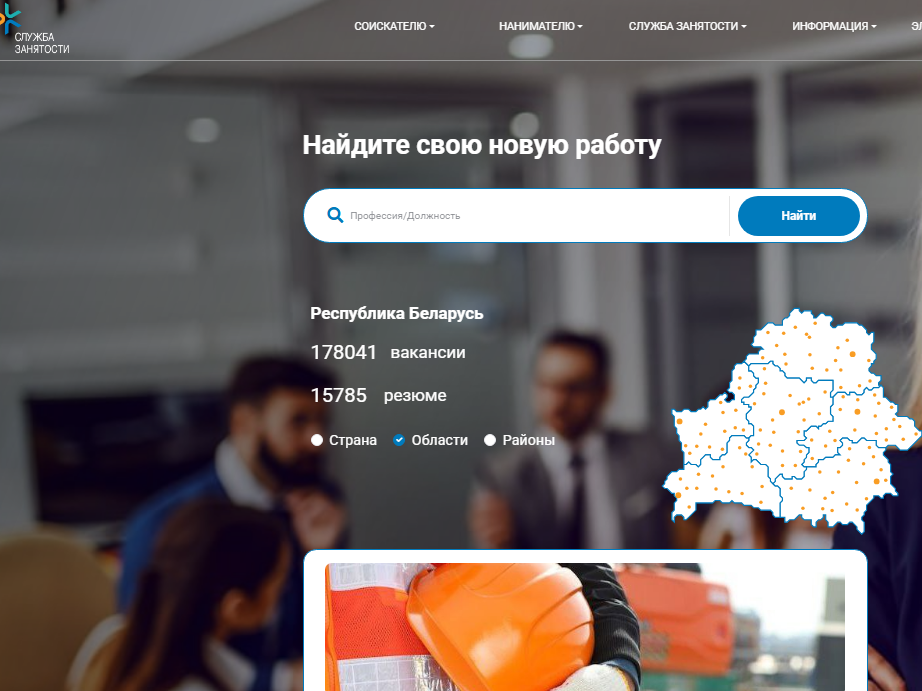 СЛУЖБА
ЗАНЯТОСТИ
СОИСКАТЕЛЮ
НАНИМАТЕЛЮ
СЛУЖБА ЗАНЯТОСТИ
ИНФОРМАЦИЯ
Найдите свою новую работу
Профессия/Должность
Найти
Республика Беларусь
178041 вакансии
15785 резюме
Страна
Области
Районы